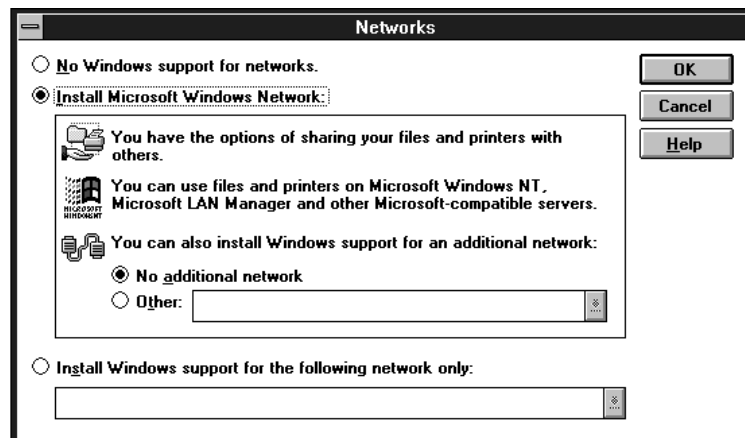 Networks
No Windows support for networks.
OK
Install Microsoft Windows Network:
Cancel
You have the options of sharing your files and printers with
others.
Help
You can use files and printers on Microsoft Windows NT,
Microsoft LAN Manager and other Microsoft-compatible servers.
MICROSOFT
WINDOWS NT
You can also install Windows support for an additional network:
No additional network
Other:
Install Windows support for the following network only: